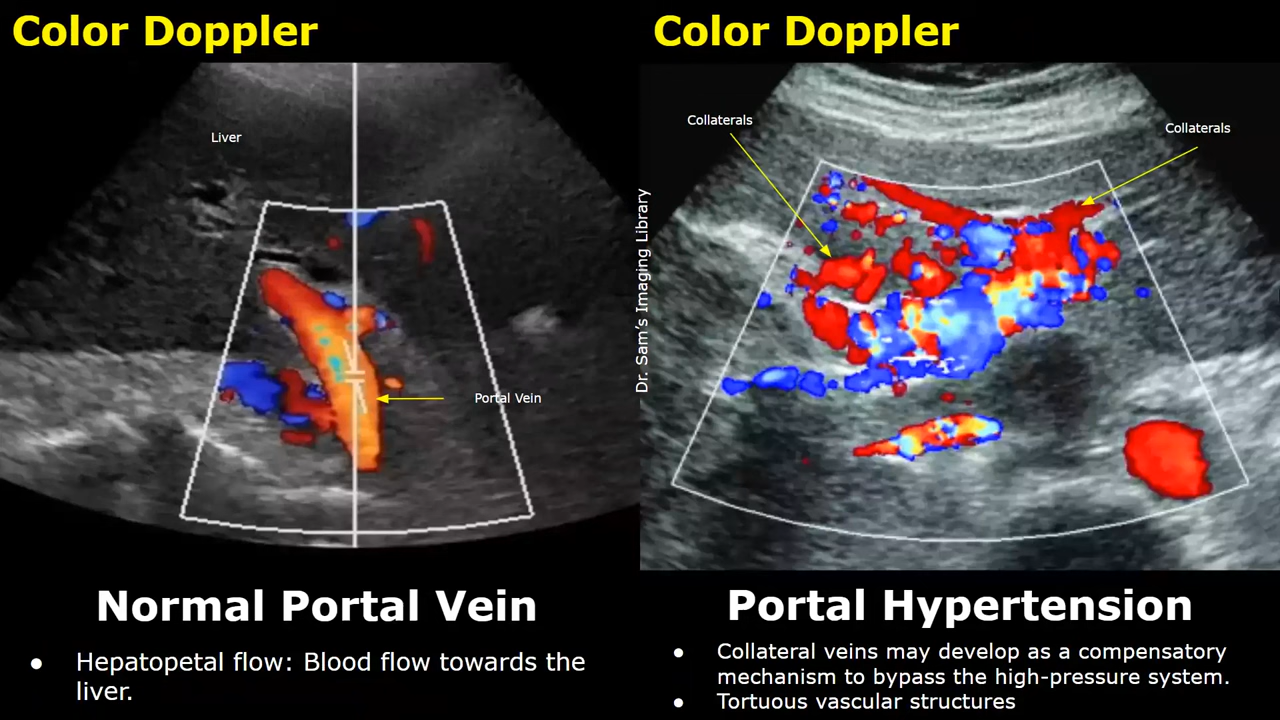 Color Doppler
Liver
Portal Vein
Normal Portal Vein
● Hepatopetal flow: Blood flow towards the
liver.
Dr. Sam’s Imaging Library
Color Doppler
Collaterals
Collaterals
Portal Hypertension
● Collateral veins may develop as a compensatory
mechanism to bypass the high-pressure system.
● Tortuous vascular structures